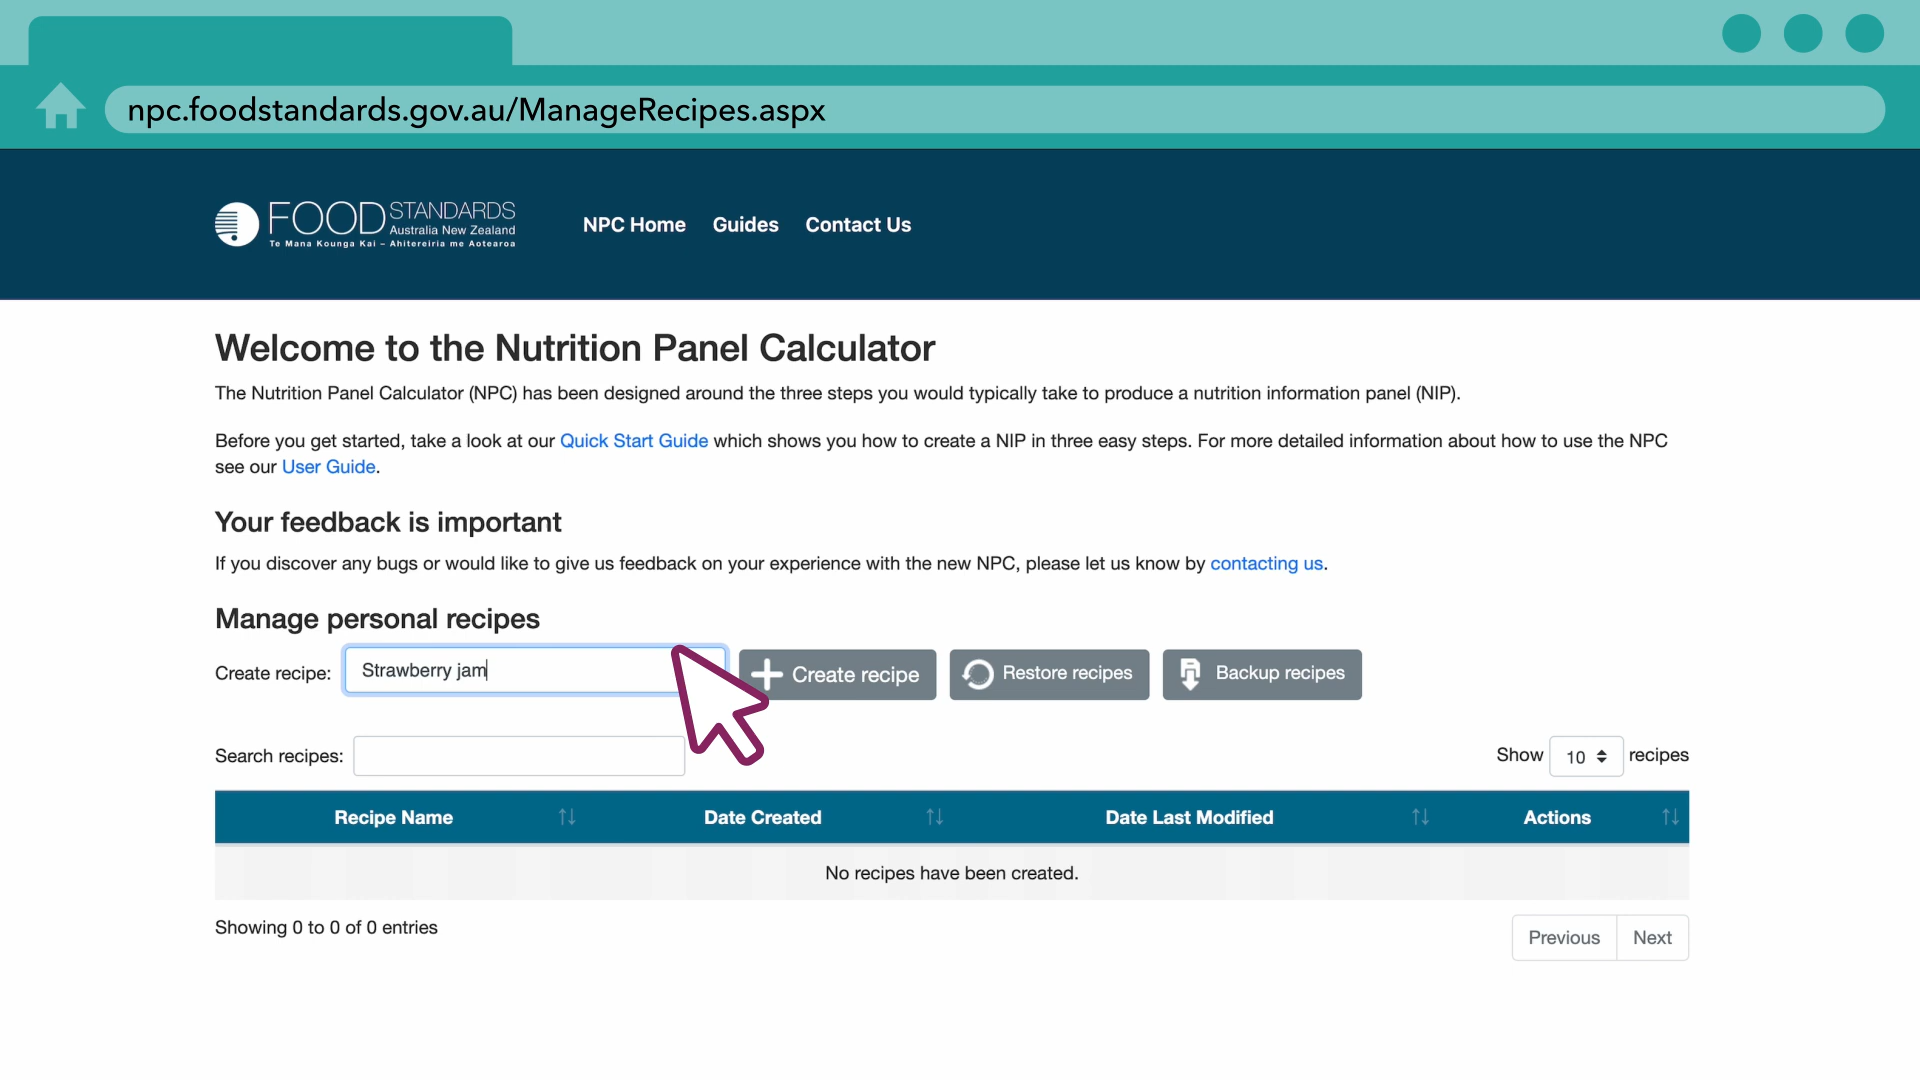 npc.foodstandards.gov.au/ManageRecipes.aspx
FOOD STANDARDS
Australia New Zealand
Te Mana Kounga Kai – Ahitereiria me Aotearoa
NPC Home Guides Contact Us
Welcome to the Nutrition Panel Calculator
The Nutrition Panel Calculator (NPC) has been designed around the three steps you would typically take to produce a nutrition information panel (NIP).
Before you get started, take a look at our Quick Start Guide which shows you how to create a NIP in three easy steps. For more detailed information about how to use the NPC
see our User Guide.
Your feedback is important
If you discover any bugs or would like to give us feedback on your experience with the new NPC, please let us know by contacting us.
Manage personal recipes
Create recipe: Strawberry jam Create recipe Restore recipes Backup recipes
Search recipes: Show 10 recipes
Recipe Name Date Created Date Last Modified Actions
No recipes have been created.
Showing 0 to 0 of 0 entries
Previous Next